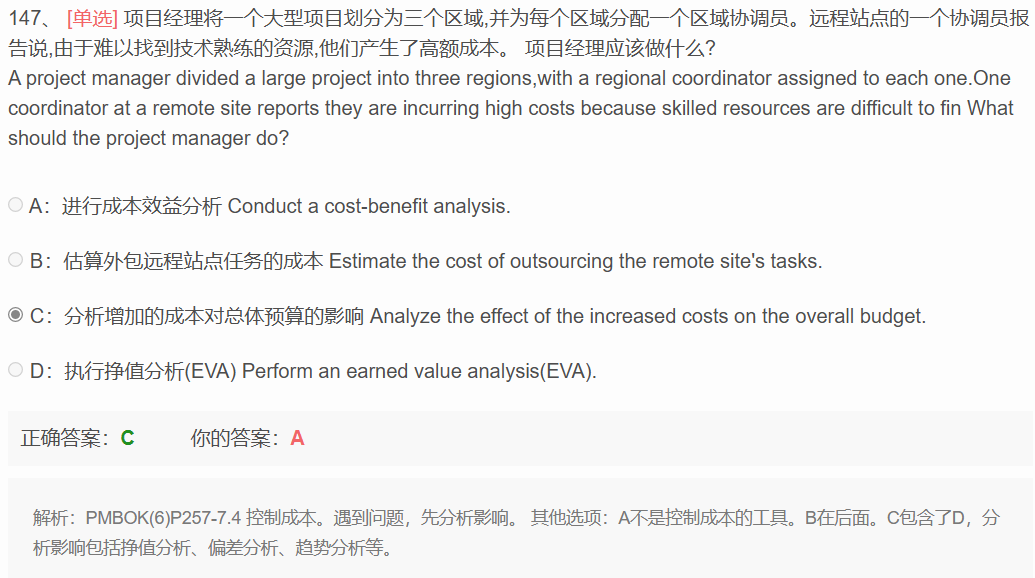 147、 [单选] 项目经理将一个大型项目划分为三个区域,并为每个区域分配一个区域协调员。远程站点的一个协调员报
告说,由于难以找到技术熟练的资源,他们产生了高额成本。 项目经理应该做什么?
A project manager divided a large project into three regions,with a regional coordinator assigned to each one.One
coordinator at a remote site reports they are incurring high costs because skilled resources are difficult to fin What
should the project manager do?
A：进行成本效益分析 Conduct a cost-benefit analysis.
B：估算外包远程站点任务的成本 Estimate the cost of outsourcing the remote site's tasks.
C：分析增加的成本对总体预算的影响 Analyze the effect of the increased costs on the overall budget.
D：执行挣值分析(EVA) Perform an earned value analysis(EVA).
正确答案：C 你的答案：A
解析：PMBOK(6)P257-7.4 控制成本。遇到问题，先分析影响。 其他选项：A不是控制成本的工具。B在后面。C包含了D，分
析影响包括挣值分析、偏差分析、趋势分析等。